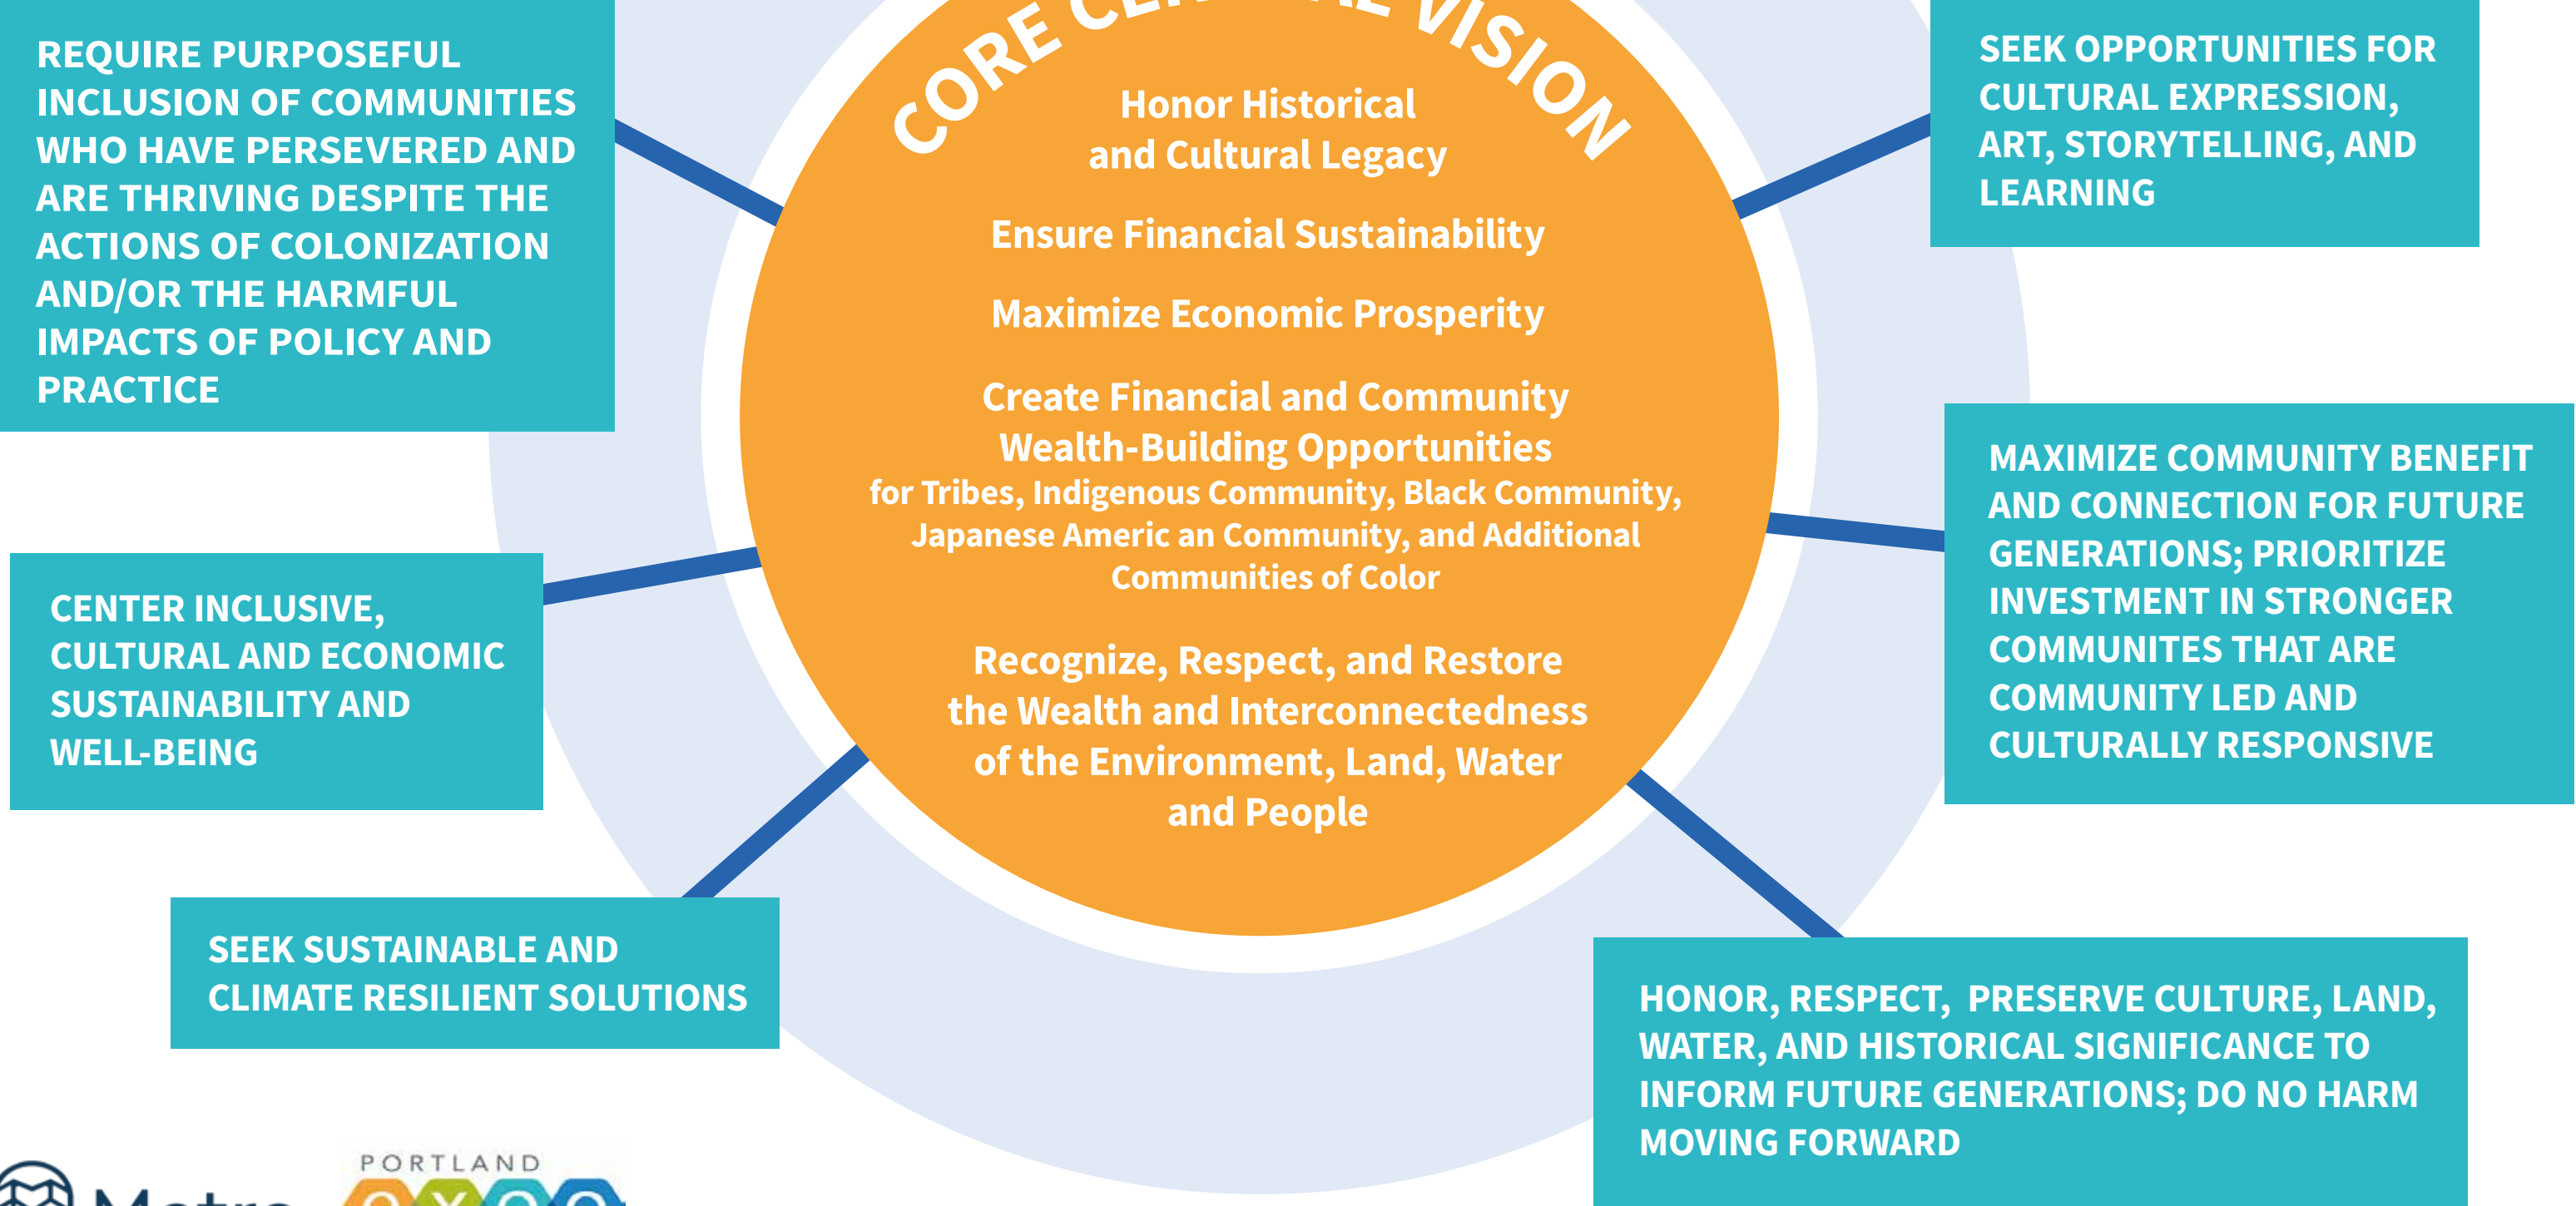 REQUIRE PURPOSEFUL
INCLUSION OF COMMUNITIES
WHO HAVE PERSEVERED AND
ARE THRIVING DESPITE THE
ACTIONS OF COLONIZATION
AND/OR THE HARMFUL
IMPACTS OF POLICY AND
PRACTICE
CENTER INCLUSIVE,
CULTURAL AND ECONOMIC
SUSTAINABILITY AND
WELL-BEING
SEEK SUSTAINABLE AND
CLIMATE RESILIENT SOLUTIONS
CORE CENTRAL VISION
Honor Historical
and Cultural Legacy
Ensure Financial Sustainability
Maximize Economic Prosperity
Create Financial and Community
Wealth-Building Opportunities
for Tribes, Indigenous Community, Black Community,
Japanese Americ an Community, and Additional
Communities of Color
Recognize, Respect, and Restore
the Wealth and Interconnectedness
of the Environment, Land, Water
and People
SEEK OPPORTUNITIES FOR
CULTURAL EXPRESSION,
ART, STORYTELLING, AND
LEARNING
MAXIMIZE COMMUNITY BENEFIT
AND CONNECTION FOR FUTURE
GENERATIONS; PRIORITIZE
INVESTMENT IN STRONGER
COMMUNITES THAT ARE
COMMUNITY LED AND
CULTURALLY RESPONSIVE
HONOR, RESPECT,  PRESERVE CULTURE, LAND,
WATER, AND HISTORICAL SIGNIFICANCE TO
INFORM FUTURE GENERATIONS; DO NO HARM
MOVING FORWARD
Metro
PORTLAND